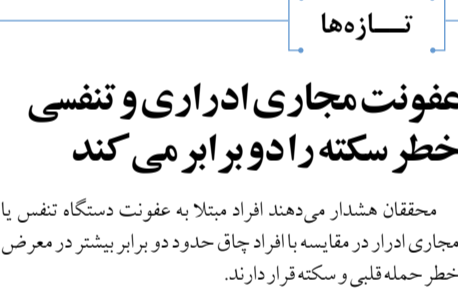 تــازه‌ها
عفونت مجاری ادراری و تنفسی
خطر سکته را دو برابر می کند
محققان هشدار می‌دهند افراد مبتلا به عفونت دستگاه تنفس یا
مجاری ادرار در مقایسه با افراد چاق حدود دو برابر بیشتر در معرض
خطر حمله قلبی و سکته قرار دارند.